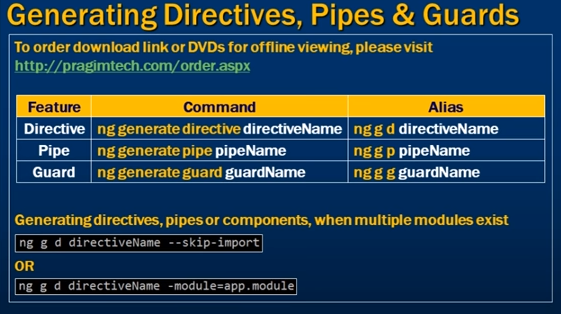 Generating Directives, Pipes & Guards
To order download link or DVDs for offline viewing, please visit
http://pragimtech.com/order.aspx
Feature Command Alias
Directive ng generate directive directiveName ng g d directiveName
Pipe ng generate pipe pipeName ng g p pipeName
Guard ng generate guard guardName ng g g guardName
Generating directives, pipes or components, when multiple modules exist
ng g d directiveName --skip-import
OR
ng g d directiveName -module=app.module